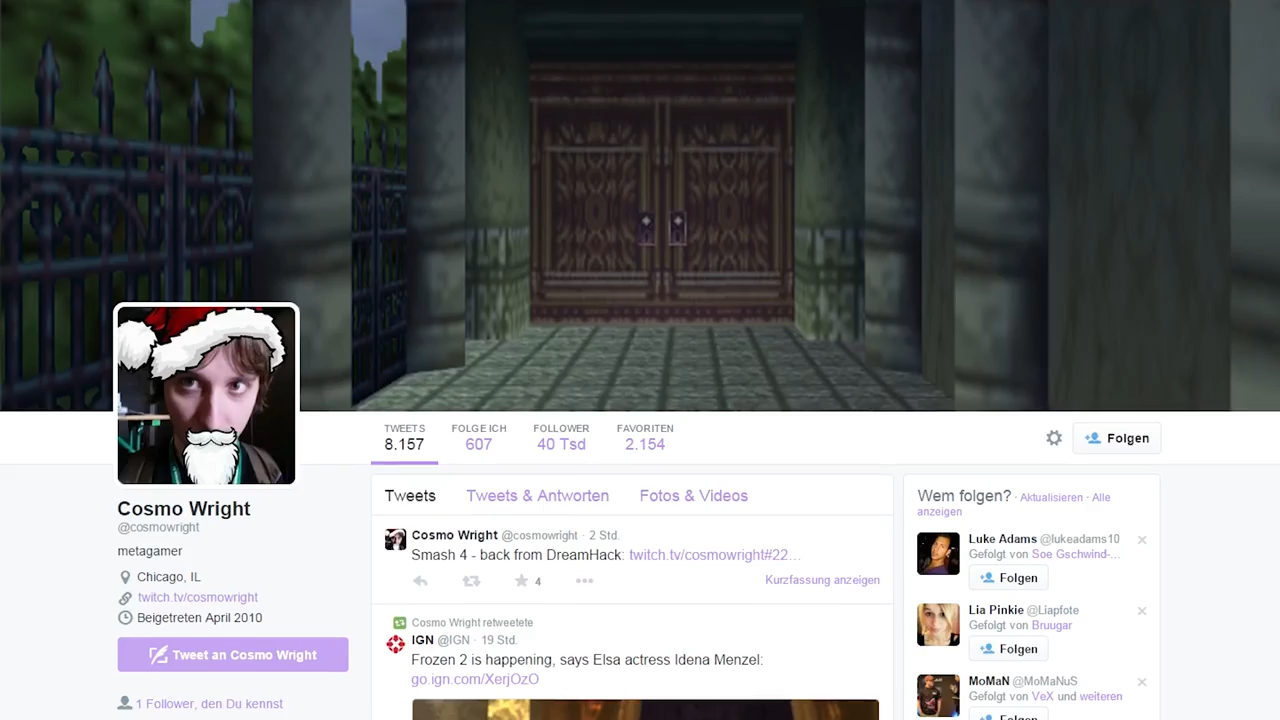 TWEETS
8.157
FOLGE ICH
607
FOLLOWER
40 Tsd
FAVORITEN
2.154
Folgen
Cosmo Wright
@cosmowright
metagamer
Chicago, IL
twitch.tv/cosmowright
Beigetreten April 2010
Tweet an Cosmo Wright
1 Follower, den Du kennst
Tweets Tweets & Antworten Fotos & Videos
Cosmo Wright @cosmowright · 2 Std.
Smash 4 - back from DreamHack: twitch.tv/cosmowright#22…
4
Kurzfassung anzeigen
Cosmo Wright retweetete
IGN @IGN · 19 Std.
Frozen 2 is happening, says Elsa actress Idena Menzel:
go.ign.com/XerjOzO
Wem folgen? · Aktualisieren · Alle
anzeigen
Luke Adams @lukeadams10
Gefolgt von Soe Gschwind-...
Folgen
Lia Pinkie @Liapfote
Gefolgt von Bruugar
Folgen
MoMaN @MoMaNuS
Gefolgt von VeX und weiteren
Folgen